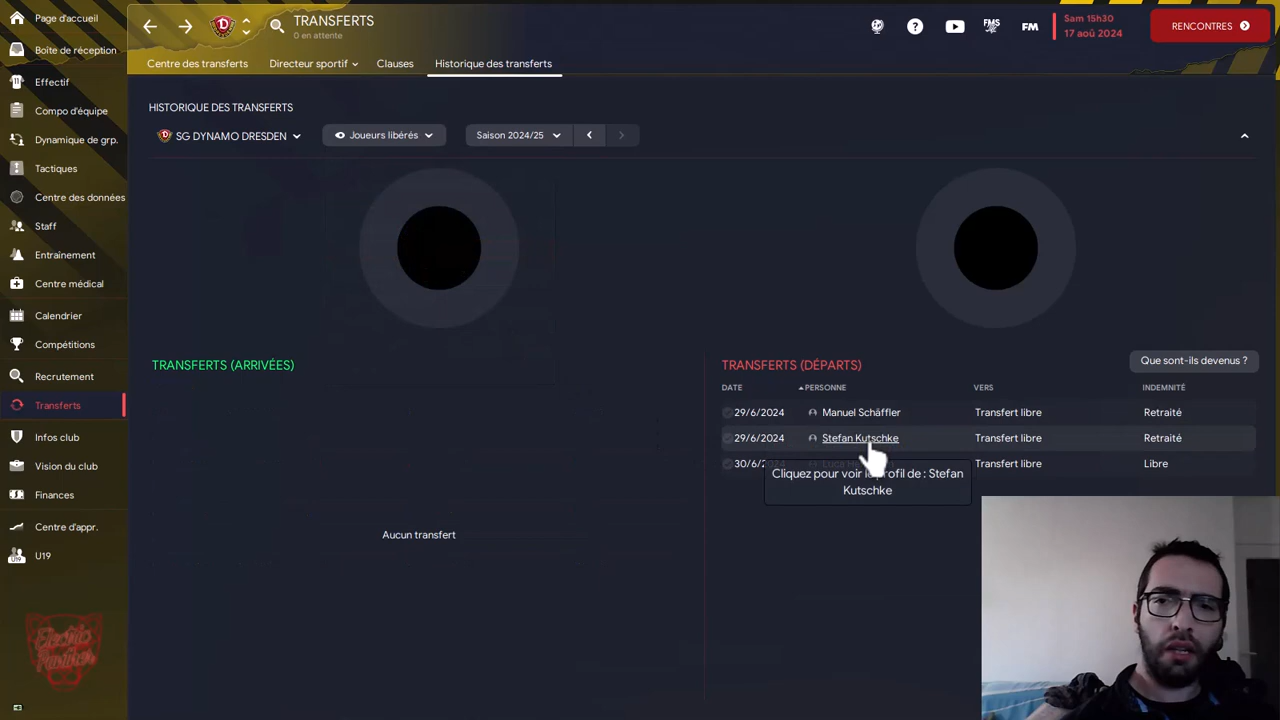 Page d'accueil
Boîte de réception
Effectif
Compo d'équipe
Dynamique de grp.
Tactiques
Centre des données
Staff
Entraînement
Centre médical
Calendrier
Compétitions
Recrutement
Transferts
Infos club
Vision du club
Finances
Centre d'appr.
U19
Electric
Panther
TRANSFERTS
0 en attente
FMS
FM
Sam 15h30
17 aoû 2024
RENCONTRES
Centre des transferts
Directeur sportif
Clauses
Historique des transferts
HISTORIQUE DES TRANSFERTS
SG DYNAMO DRESDEN
Joueurs libérés
Saison 2024/25
TRANSFERTS (ARRIVÉES)
Aucun transfert
TRANSFERTS (DÉPARTS)
Que sont-ils devenus ?
DATE PERSONNE VERS INDEMNITÉ
29/6/2024 Manuel Schäffler Transfert libre Retraité
29/6/2024 Stefan Kutschke Transfert libre Retraité
30/6/ Transfert libre Libre
Cliquez pour voir le profil de : Stefan
Kutschke